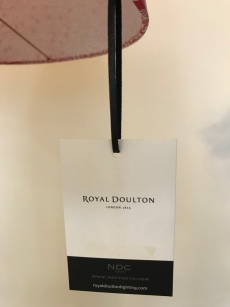 ROYAL DOULTON
LONDON 1815
NDC
royaldoultonlighting.com